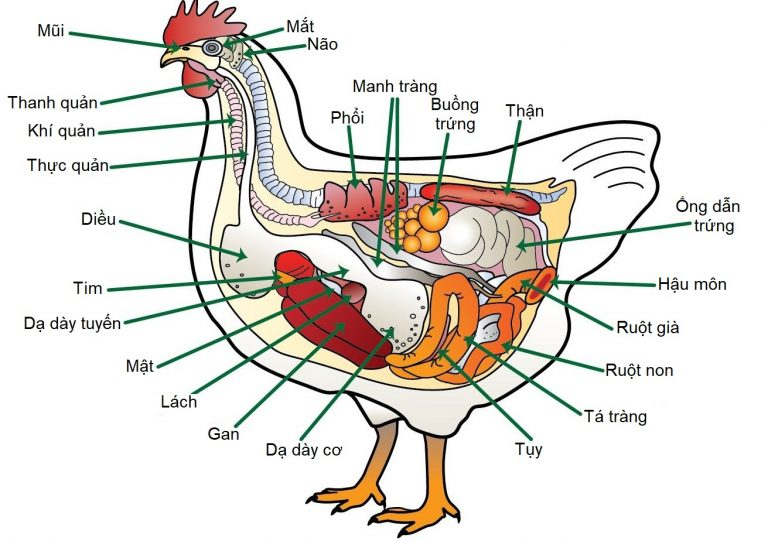 Mũi
Mắt
Não
Thanh quản
Khí quản
Thực quản
Manh tràng
Phổi
Buồng
trứng
Thận
Diều
Ống dẫn
trứng
Tim
Dạ dày tuyến
Hậu môn
Ruột già
Mật
Ruột non
Lách
Tá tràng
Gan
Dạ dày cơ
Tụy